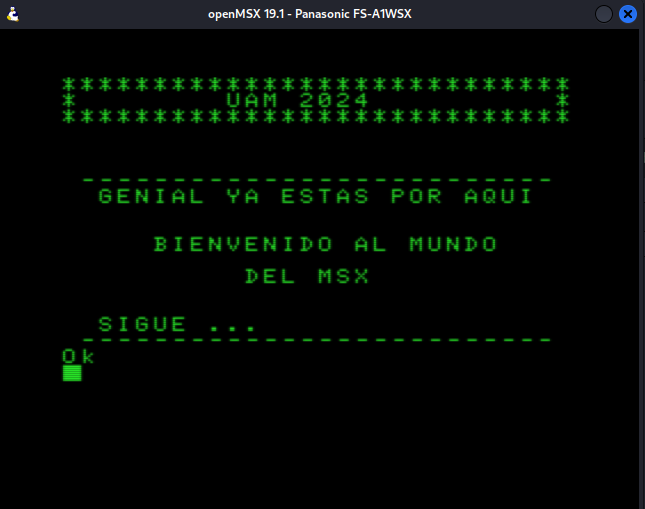 openMSX 19.1 - Panasonic FS-A1WSX
****************************
* UAM 2024 *
****************************
--------------------------
GENIAL YA ESTAS POR AQUI
BIENVENIDO AL MUNDO
DEL MSX
SIGUE ...
--------------------------
Ok